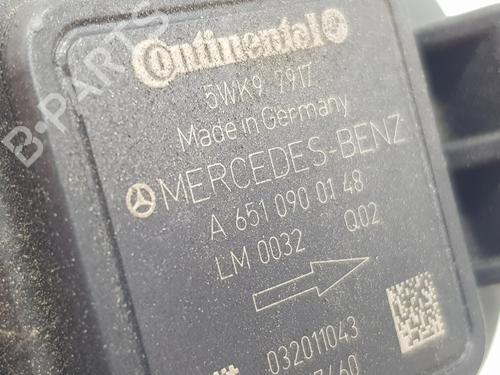 Continental
5WK9 7917
Made in Germany
MERCEDES-BENZ
A 651 090 01 48
LM 0032 Q02
032011043
B-PARTS